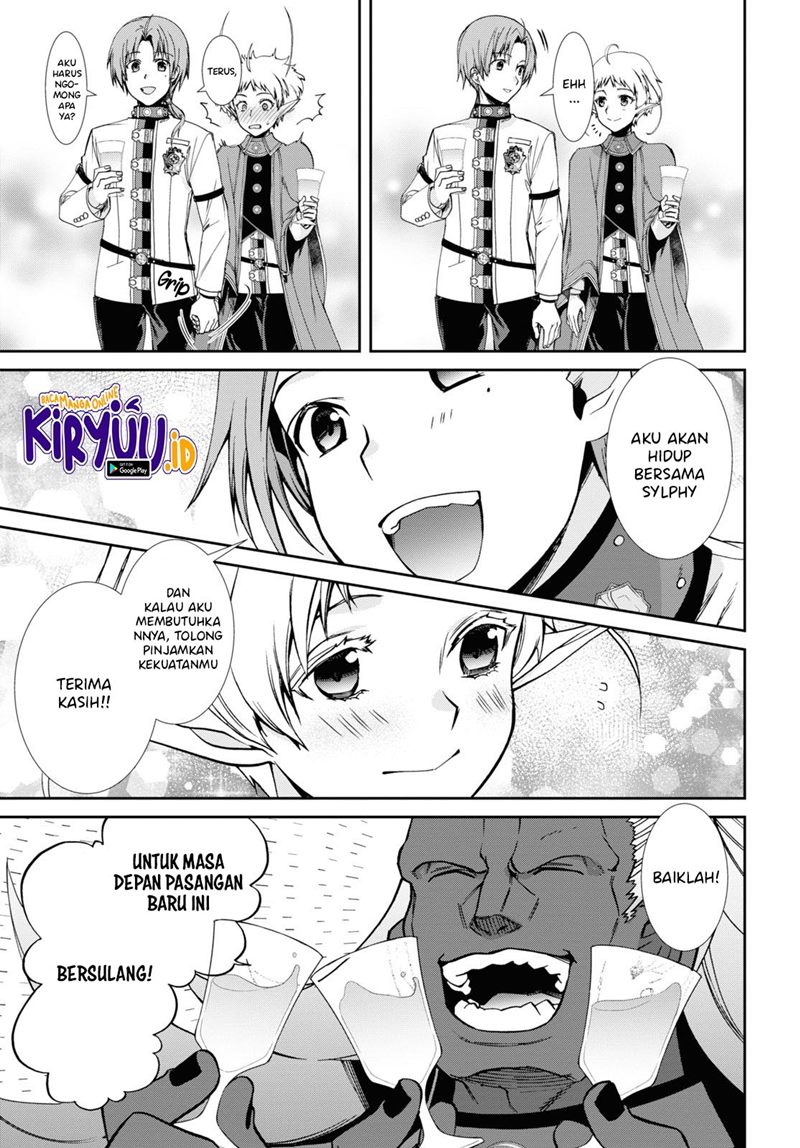 EHH
...
TERUS,
AKU
HARUS
NGO-
MONG
APA
YA?
Grip
BACA MANGA ONLINE
KIRYUU.ID
GET IT ON
Google Play
AKU AKAN
HIDUP
BERSAMA
SYLPHY
DAN
KALAU AKU
MEMBUTUHKA
NNYA, TOLONG
PINJAMKAN
KEKUATANMU
TERIMA
KASIH!!
BAIKLAH!
UNTUK MASA
DEPAN PASANGAN
BARU INI
BERSULANG!